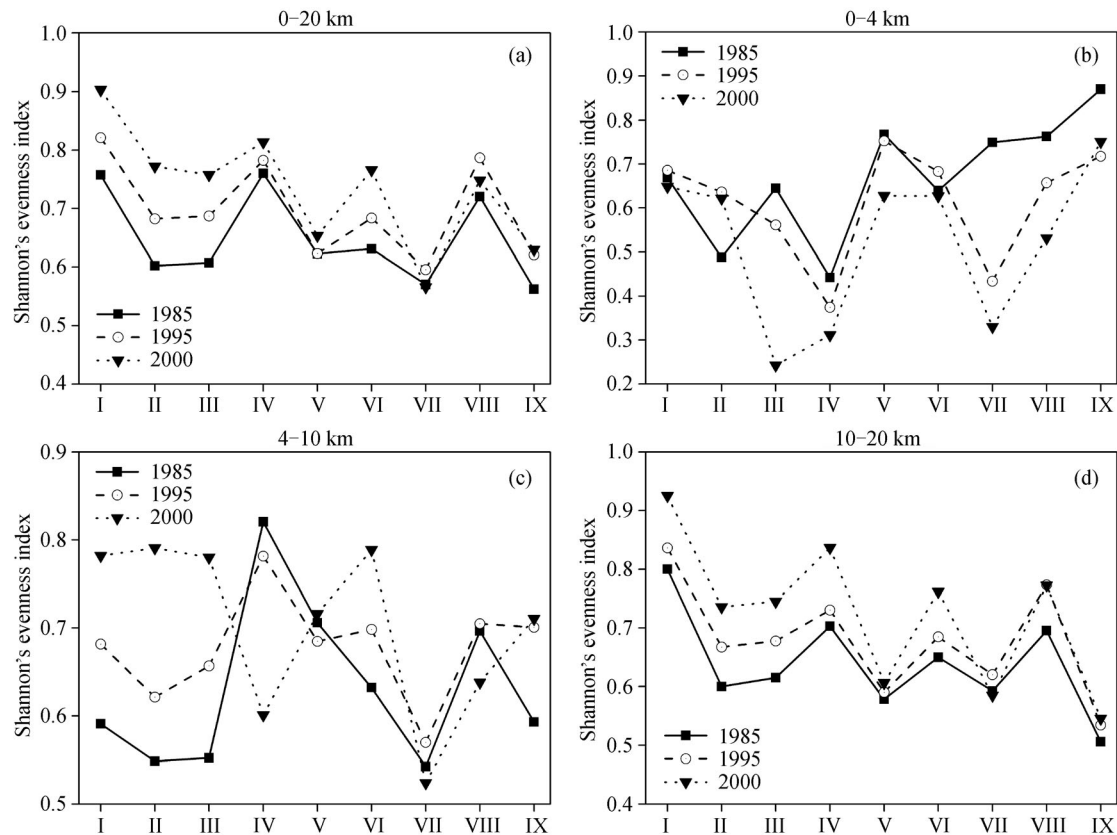 0−20 km
(a)
Shannon's evenness index
1.0
0.9
0.8
0.7
0.6
0.5
0.4
1985
1995
2000
I II III IV V VI VII VIII IX
0−4 km
(b)
Shannon's evenness index
1.0
0.9
0.8
0.7
0.6
0.5
0.4
0.3
0.2
1985
1995
2000
I II III IV V VI VII VIII IX
4−10 km
(c)
Shannon's evenness index
0.9
0.8
0.7
0.6
0.5
1985
1995
2000
I II III IV V VI VII VIII IX
10−20 km
(d)
Shannon's evenness index
1.0
0.9
0.8
0.7
0.6
0.5
0.4
1985
1995
2000
I II III IV V VI VII VIII IX